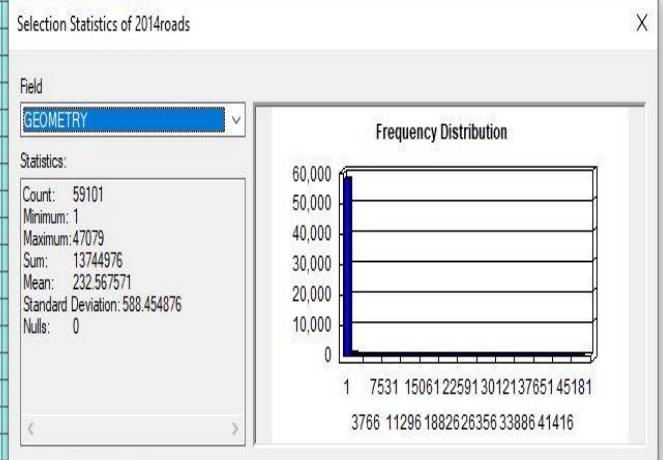 Selection Statistics of 2014roads
X
Field
GEOMETRY
Statistics:
Count: 59101
Minimum: 1
Maximum: 47079
Sum: 13744976
Mean: 232.567571
Standard Deviation: 588.454876
Nulls: 0
Frequency Distribution
60,000
50,000
40,000
30,000
20,000
10,000
0
1 7531 15061 22591 30121 37651 45181
3766 11296 18826 26356 33886 41416